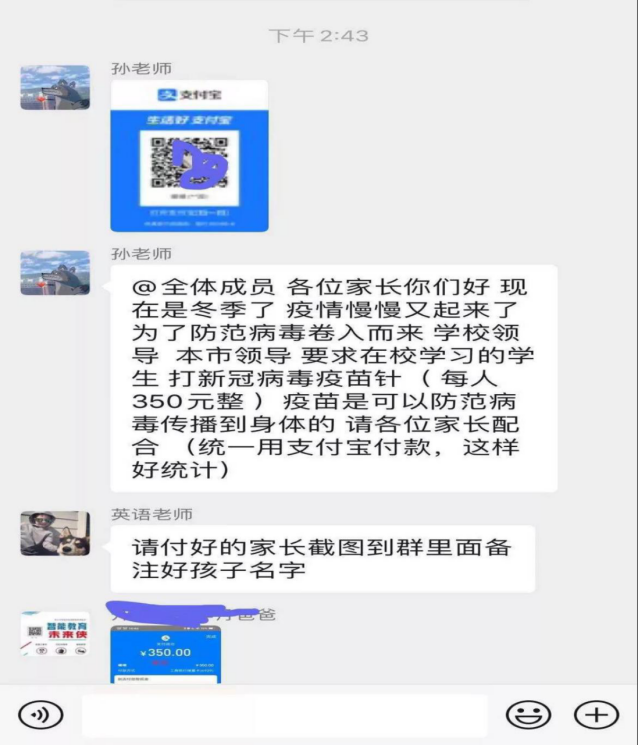 下午 2:43
孙老师
支付宝
生活好 支付宝
孙老师
@全体成员 各位家长你们好 现
在是冬季了 疫情慢慢又起来了
为了防范病毒卷入而来 学校领
导 本市领导 要求在校学习的学
生 打新冠病毒疫苗针 （ 每人
350元整 ） 疫苗是可以防范病
毒传播到身体的 请各位家长配
合 （统一用支付宝付款，这样
好统计）
英语老师
请付好的家长截图到群里面备
注好孩子名字
爸爸
智能教育
未来侠
¥350.00